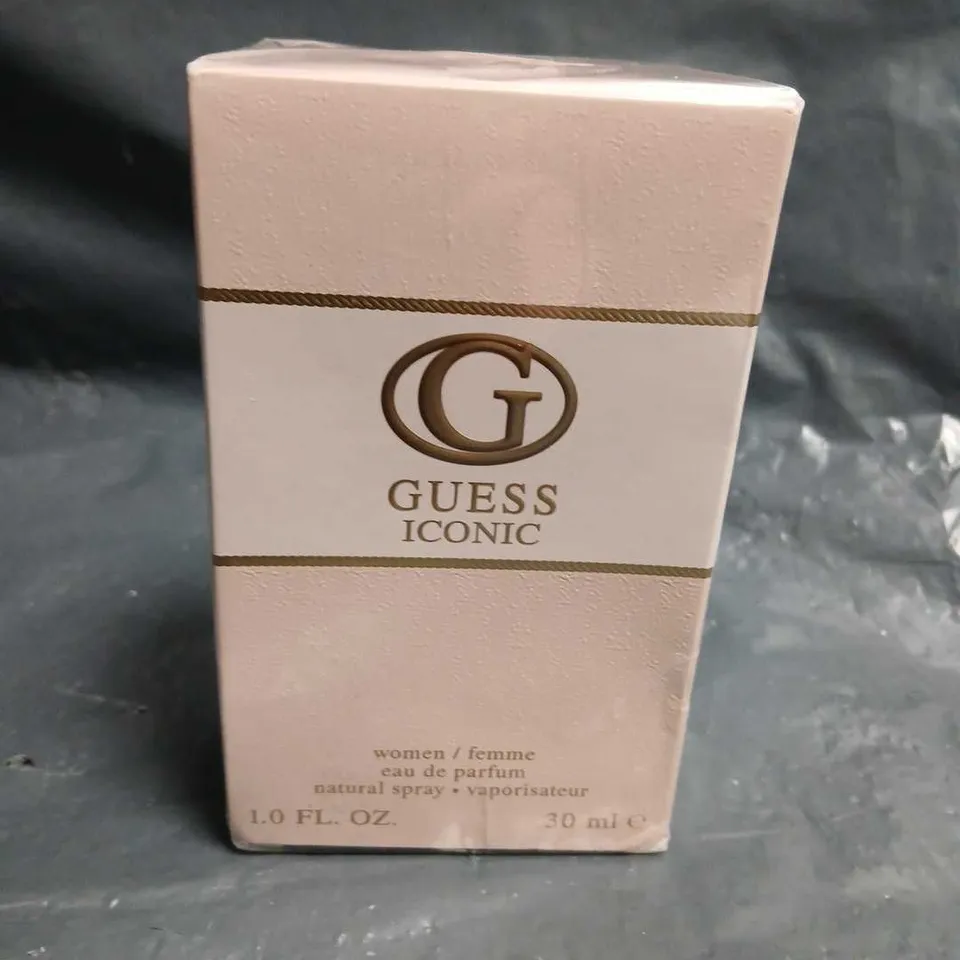 G
GUESS
ICONIC
women / femme
eau de parfum
natural spray • vaporisateur
1.0 FL. OZ. 30 ml ℮